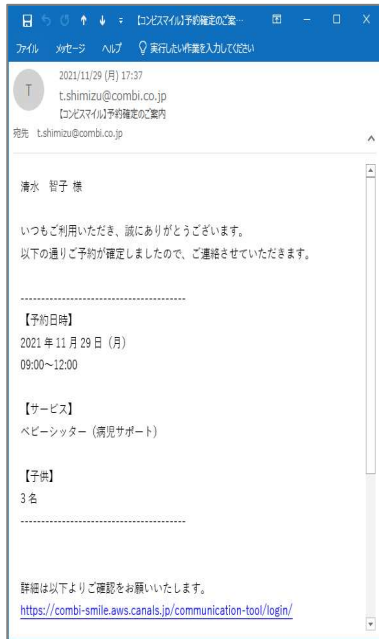 【コンビスマイル】予約確定のご案…
ファイル メッセージ ヘルプ 実行したい作業を入力してください
2021/11/29 (月) 17:37
T
t.shimizu@combi.co.jp
【コンビスマイル】予約確定のご案内
宛先 t.shimizu@combi.co.jp
清水 智子 様
いつもご利用いただき、誠にありがとうございます。
以下の通りご予約が確定しましたので、ご連絡させていただきます。
----------------------------------------
【予約日時】
2021 年 11 月 29 日（月）
09:00～12:00
【サービス】
ベビーシッター（病児サポート）
【子供】
3 名
----------------------------------------
詳細は以下よりご確認をお願いいたします。
https://combi-smile.aws.canals.jp/communication-tool/login/